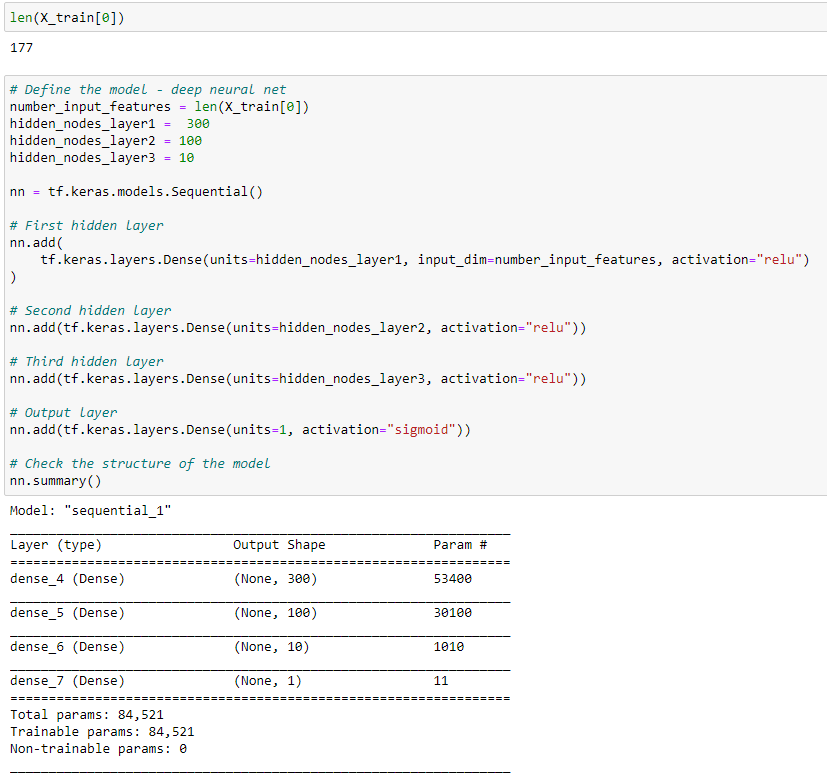 len(X_train[0])
177
# Define the model - deep neural net
number_input_features = len(X_train[0])
hidden_nodes_layer1 =  300
hidden_nodes_layer2 = 100
hidden_nodes_layer3 = 10
nn = tf.keras.models.Sequential()
# First hidden layer
nn.add(
    tf.keras.layers.Dense(units=hidden_nodes_layer1, input_dim=number_input_features, activation="relu")
)
# Second hidden layer
nn.add(tf.keras.layers.Dense(units=hidden_nodes_layer2, activation="relu"))
# Third hidden layer
nn.add(tf.keras.layers.Dense(units=hidden_nodes_layer3, activation="relu"))
# Output layer
nn.add(tf.keras.layers.Dense(units=1, activation="sigmoid"))
# Check the structure of the model
nn.summary()
Model: "sequential_1"
_________________________________________________________________
Layer (type)                 Output Shape              Param #
=================================================================
dense_4 (Dense)              (None, 300)               53400
_________________________________________________________________
dense_5 (Dense)              (None, 100)               30100
_________________________________________________________________
dense_6 (Dense)              (None, 10)                1010
_________________________________________________________________
dense_7 (Dense)              (None, 1)                 11
=================================================================
Total params: 84,521
Trainable params: 84,521
Non-trainable params: 0
_________________________________________________________________